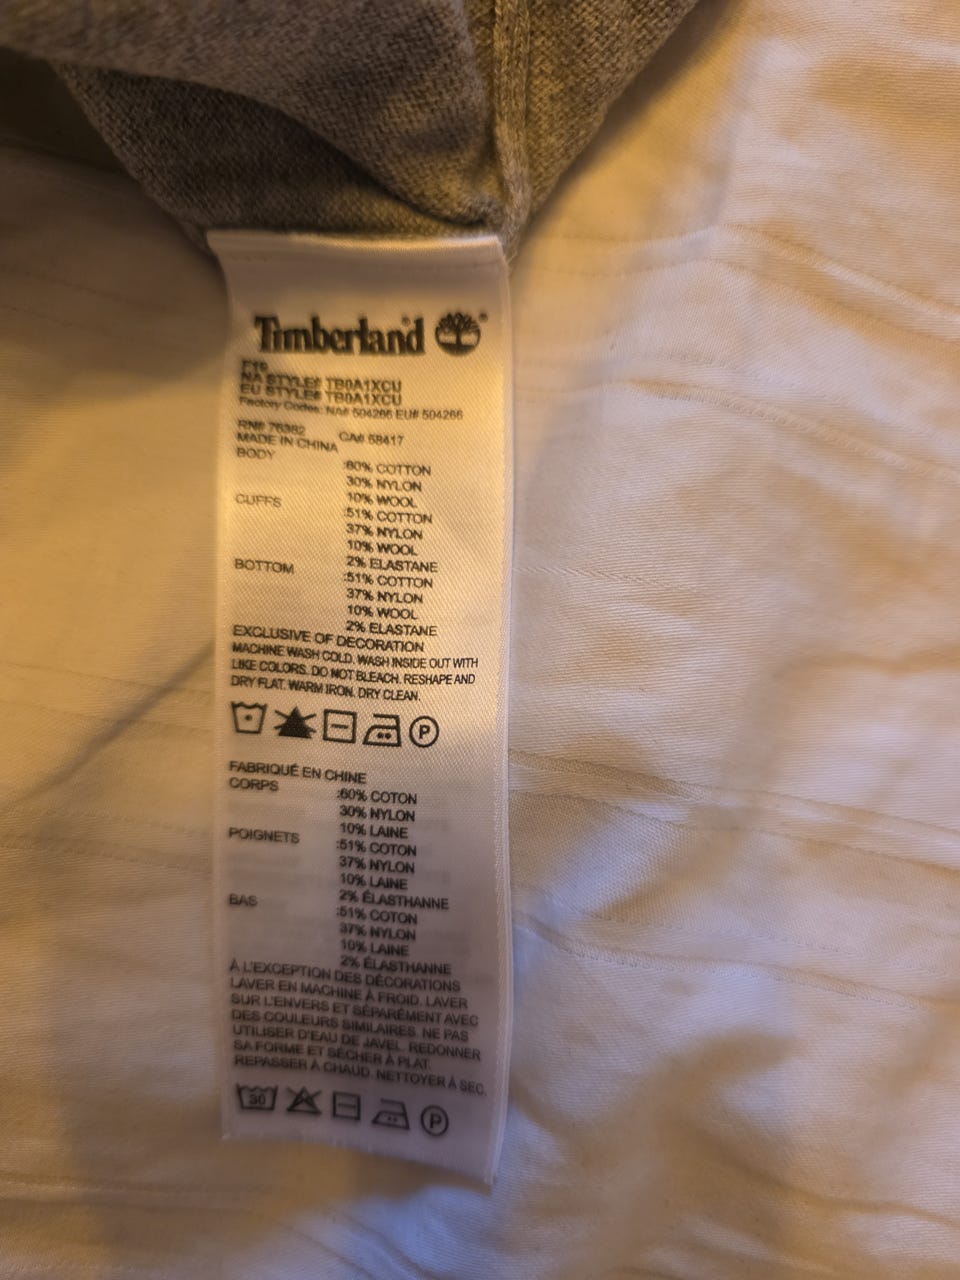 Timberland®
F19
NA STYLE# TB0A1XCU
EU STYLE# TB0A1XCU
Factory Codes: NA# 504266 EU# 504266
RN# 76382 CA# 58417
MADE IN CHINA
BODY :60% COTTON
30% NYLON
10% WOOL
CUFFS :51% COTTON
37% NYLON
10% WOOL
2% ELASTANE
BOTTOM :51% COTTON
37% NYLON
10% WOOL
2% ELASTANE
EXCLUSIVE OF DECORATION
MACHINE WASH COLD. WASH INSIDE OUT WITH
LIKE COLORS. DO NOT BLEACH. RESHAPE AND
DRY FLAT. WARM IRON. DRY CLEAN.
P
FABRIQUÉ EN CHINE
CORPS :60% COTON
30% NYLON
10% LAINE
POIGNETS :51% COTON
37% NYLON
10% LAINE
2% ÉLASTHANNE
BAS :51% COTON
37% NYLON
10% LAINE
2% ÉLASTHANNE
À L'EXCEPTION DES DÉCORATIONS
LAVER EN MACHINE À FROID. LAVER
SUR L'ENVERS ET SÉPARÉMENT AVEC
DES COULEURS SIMILAIRES. NE PAS
UTILISER D'EAU DE JAVEL. REDONNER
SA FORME ET SÉCHER À PLAT.
REPASSER À CHAUD. NETTOYER À SEC.
30 P